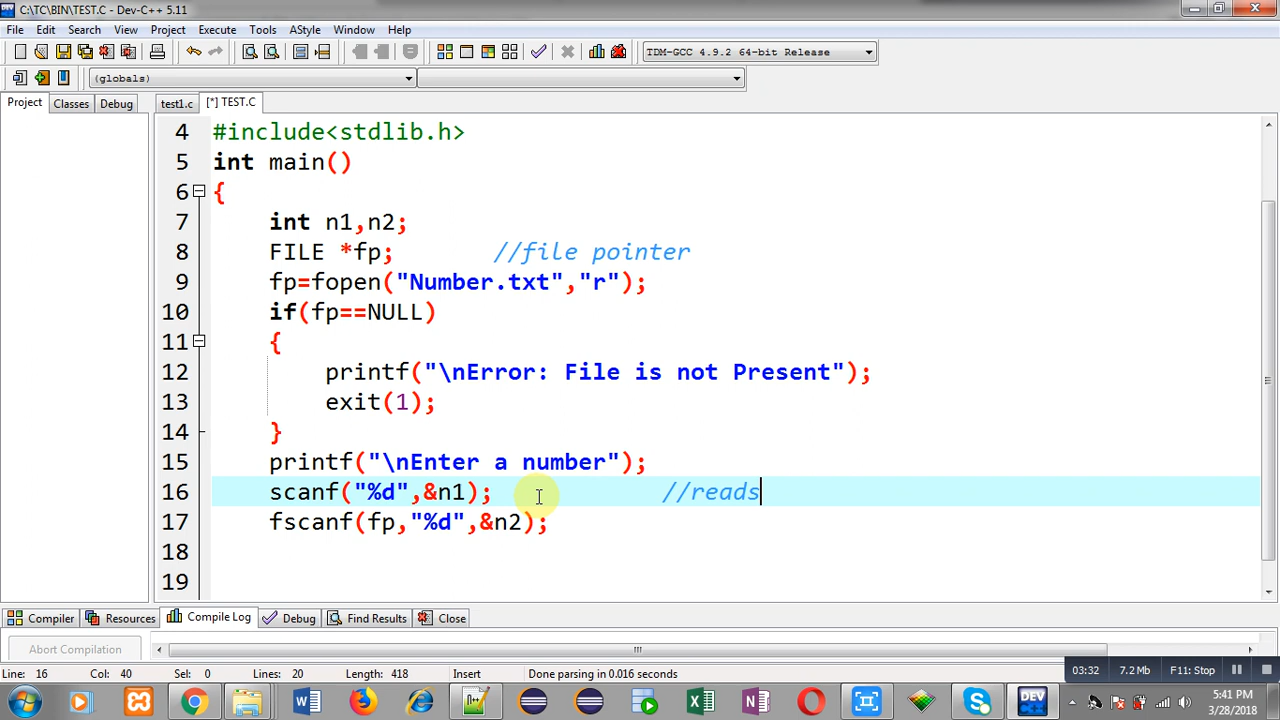 C:\TC\BIN\TEST.C - Dev-C++ 5.11
File Edit Search View Project Execute Tools AStyle Window Help
TDM-GCC 4.9.2 64-bit Release
(globals)
Project Classes Debug test1.c [*] TEST.C
4 #include<stdlib.h>
5 int main()
6 {
7 int n1,n2;
8 FILE *fp; //file pointer
9 fp=fopen("Number.txt","r");
10 if(fp==NULL)
11 {
12 printf("\nError: File is not Present");
13 exit(1);
14 }
15 printf("\nEnter a number");
16 scanf("%d",&n1); //reads
17 fscanf(fp,"%d",&n2);
18
19
Compiler Resources Compile Log Debug Find Results Close
Abort Compilation
Line: 16 Col: 40 Sel: 0 Lines: 20 Length: 418 Insert Done parsing in 0.016 seconds
03:32 7.2 Mb F11: Stop
DEV
5:41 PM
3/28/2018